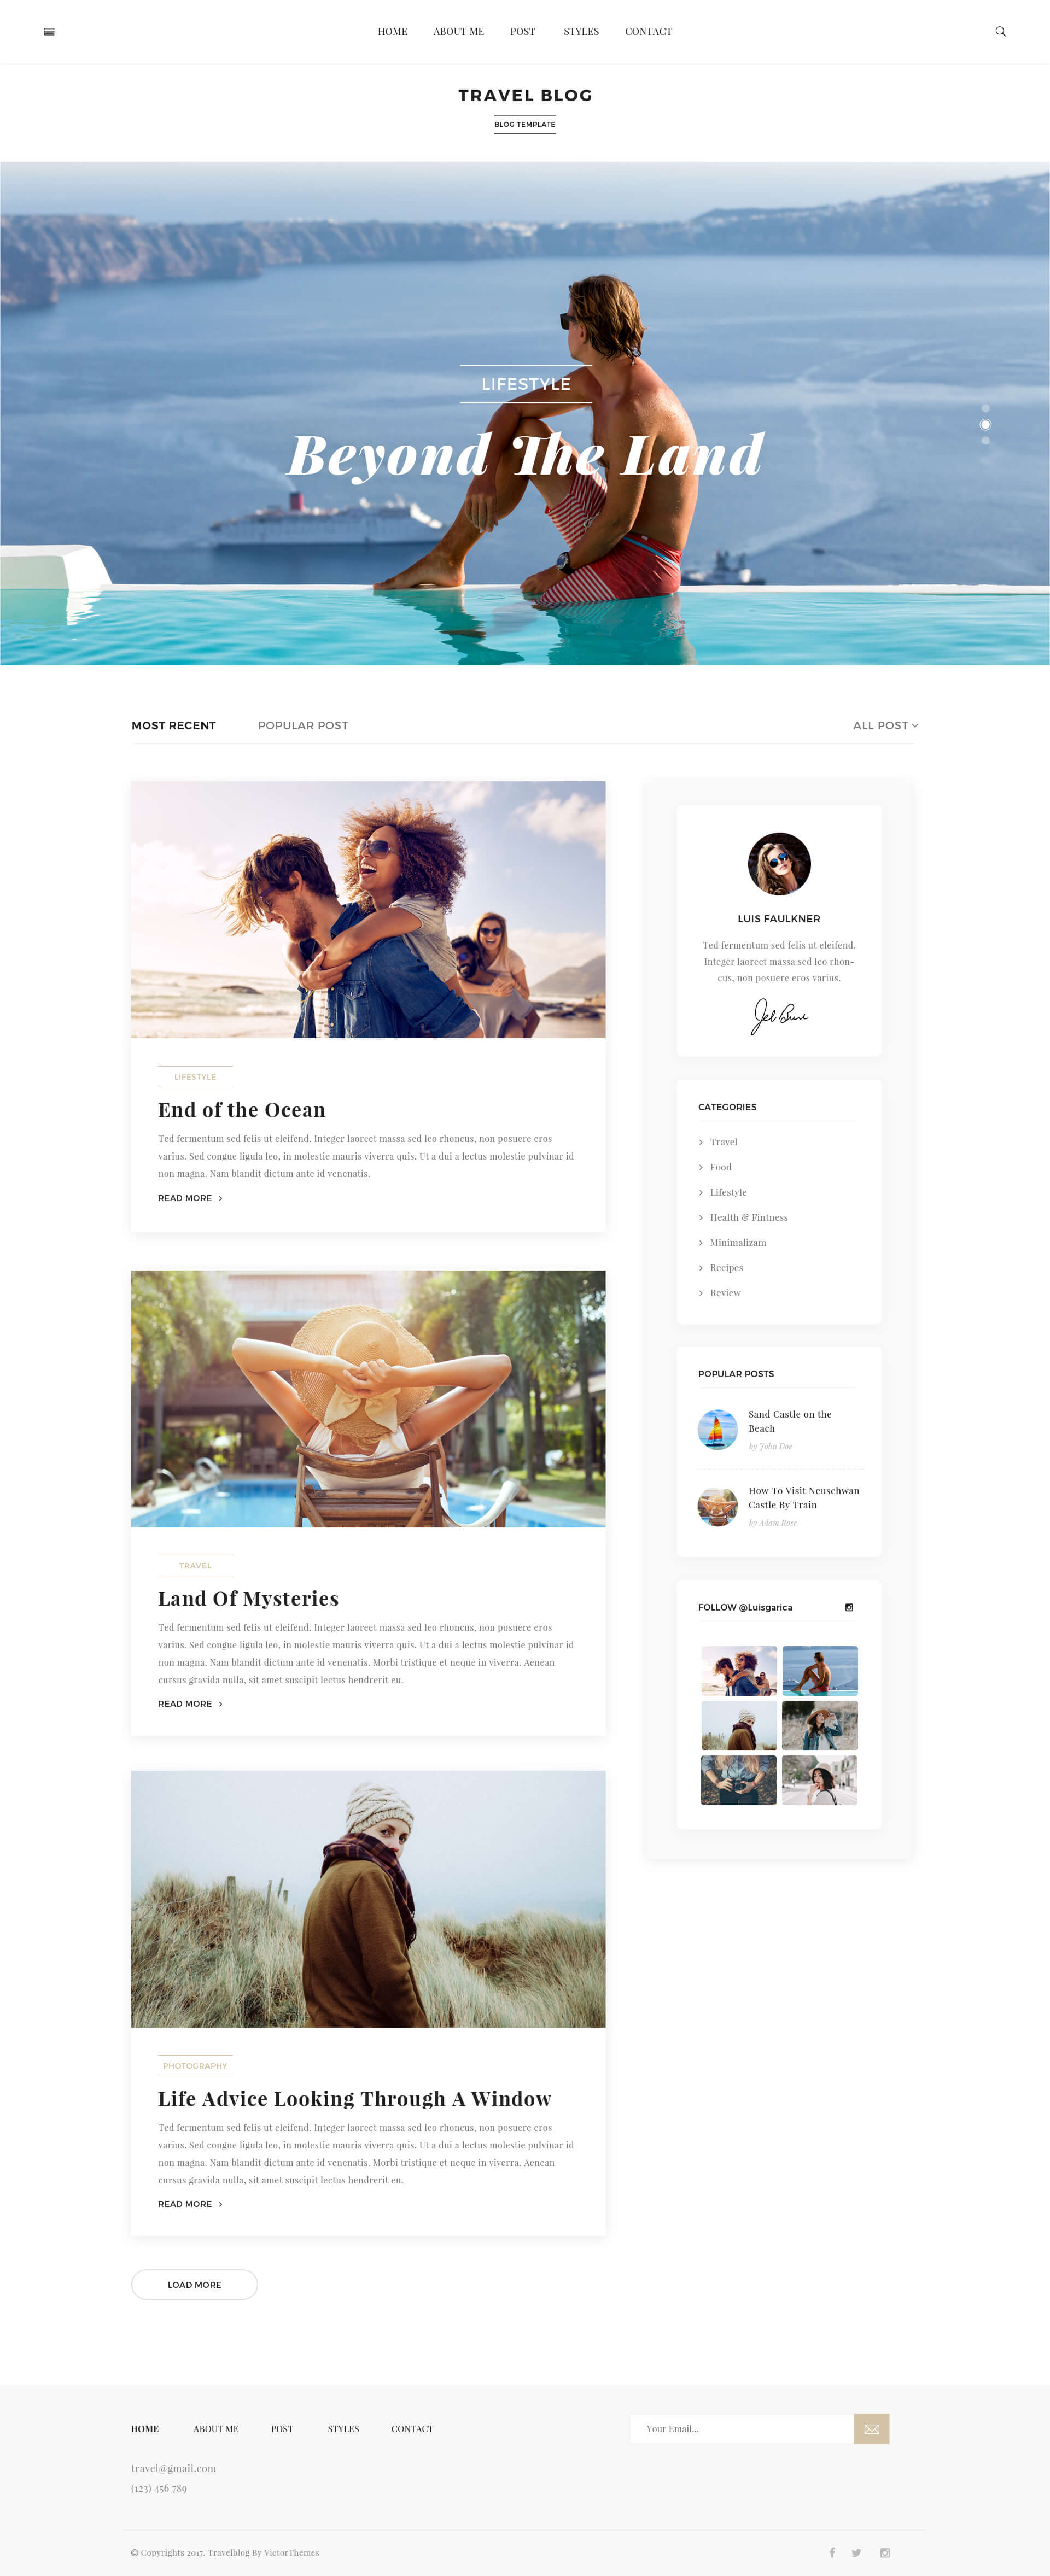 HOME ABOUT ME POST STYLES CONTACT
TRAVEL BLOG
BLOG TEMPLATE
LIFESTYLE
Beyond The Land
MOST RECENT POPULAR POST ALL POST
LIFESTYLE
End of the Ocean
Ted fermentum sed felis ut eleifend. Integer laoreet massa sed leo rhoncus, non posuere eros
varius. Sed congue ligula leo, in molestie mauris viverra quis. Ut a dui a lectus molestie pulvinar id
non magna. Nam blandit dictum ante id venenatis.
READ MORE
TRAVEL
Land Of Mysteries
Ted fermentum sed felis ut eleifend. Integer laoreet massa sed leo rhoncus, non posuere eros
varius. Sed congue ligula leo, in molestie mauris viverra quis. Ut a dui a lectus molestie pulvinar id
non magna. Nam blandit dictum ante id venenatis. Morbi tristique et neque in viverra. Aenean
cursus gravida nulla, sit amet suscipit lectus hendrerit eu.
READ MORE
PHOTOGRAPHY
Life Advice Looking Through A Window
Ted fermentum sed felis ut eleifend. Integer laoreet massa sed leo rhoncus, non posuere eros
varius. Sed congue ligula leo, in molestie mauris viverra quis. Ut a dui a lectus molestie pulvinar id
non magna. Nam blandit dictum ante id venenatis. Morbi tristique et neque in viverra. Aenean
cursus gravida nulla, sit amet suscipit lectus hendrerit eu.
READ MORE
LOAD MORE
LUIS FAULKNER
Ted fermentum sed felis ut eleifend.
Integer laoreet massa sed leo rhon-
cus, non posuere eros varius.
CATEGORIES
Travel
Food
Lifestyle
Health & Fintness
Minimalizam
Recipes
Review
POPULAR POSTS
Sand Castle on the
Beach
by John Doe
How To Visit Neuschwan
Castle By Train
by Adam Rose
FOLLOW @Luisgarica
HOME ABOUT ME POST STYLES CONTACT
Your Email...
travel@gmail.com
(123) 456 789
© Copyrights 2017. Travelblog By VictorThemes